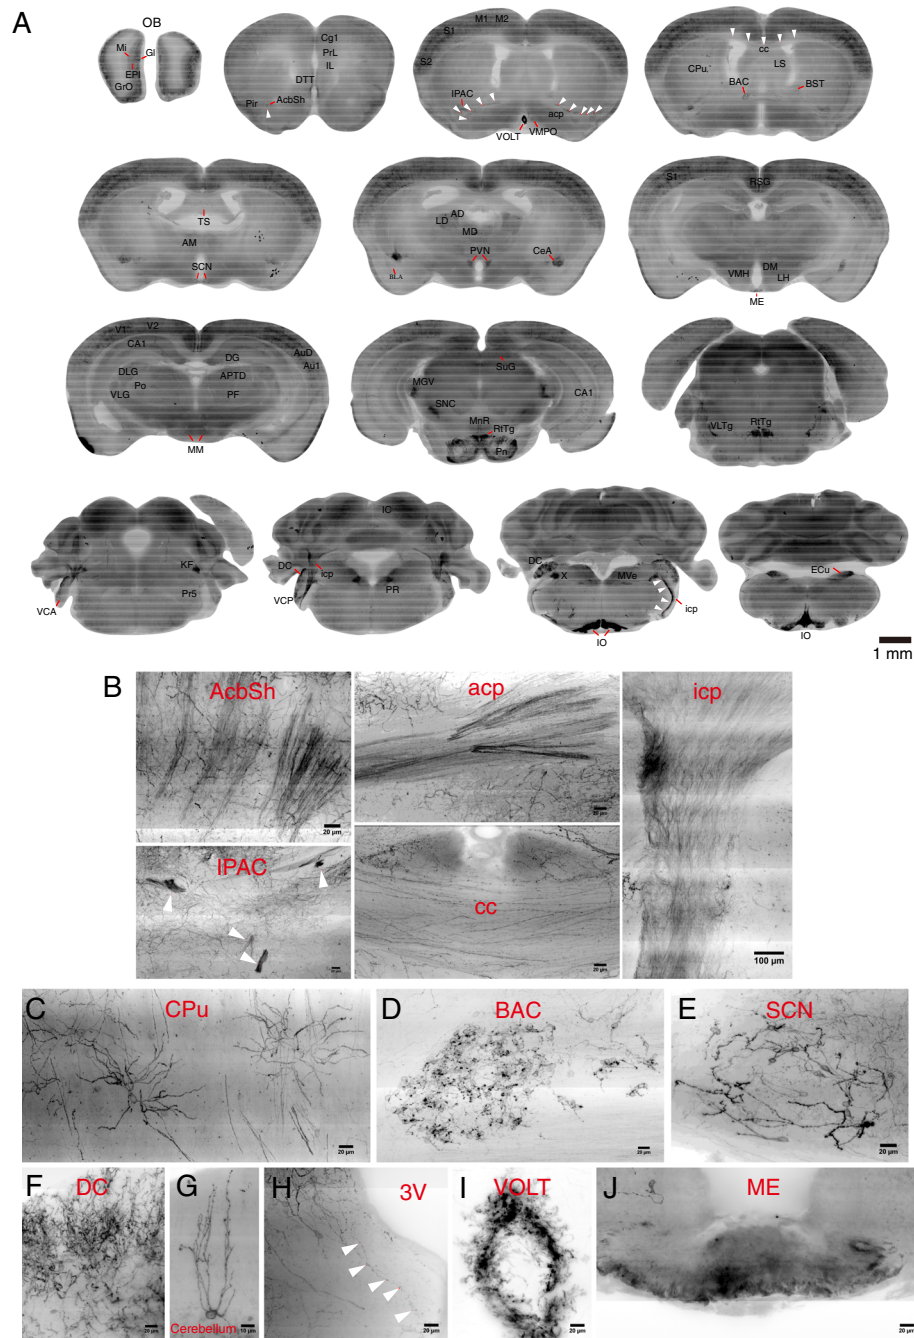 A
OB
Mi
Gl
EPI
GrO
Cg1
PrL
IL
DTT
Pir
AcbSh
M1 M2
S1
S2
IPAC
acp
VOLT
VMPO
cc
CPu
LS
BAC
BST
TS
AM
SCN
AD
LD
MD
PVN
CeA
BLA
S1
RSG
VMH
DM
LH
ME
V1
V2
CA1
DG
AuD
Au1
DLG
APTD
Po
VLG
PF
MM
SuG
MGV
CA1
SNC
MnR
RtTg
Pn
VLTg
RtTg
KF
Pr5
VCA
IO
DC
icp
VCP
PR
DC
X
MVe
icp
IO
ECu
IO
1 mm
B
AcbSh
20 µm
acp
20 µm
icp
100 µm
IPAC
cc
20 µm
C
CPu
20 µm
D
BAC
20 µm
E
SCN
20 µm
F
DC
20 µm
G
Cerebellum
10 µm
H
3V
20 µm
I
VOLT
20 µm
J
ME
20 µm